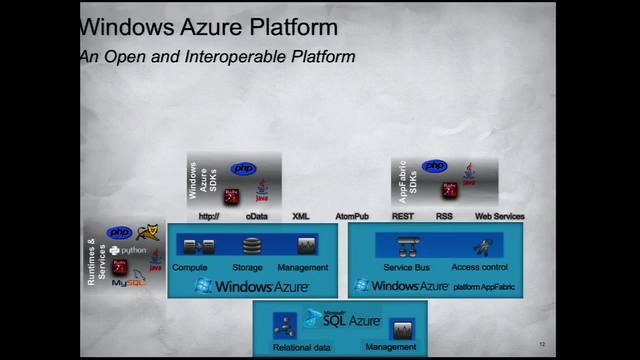 Windows Azure Platform
An Open and Interoperable Platform
Windows Azure SDKs
php
Ruby
Java
AppFabric SDKs
php
Java
http://
oData
XML
AtomPub
REST
RSS
Web Services
Runtimes & Services
php
python
Java
MySQL
Compute
Storage
Management
Windows Azure
Service Bus
Access control
Windows Azure platform AppFabric
Microsoft
SQL Azure
Relational data
Management
12